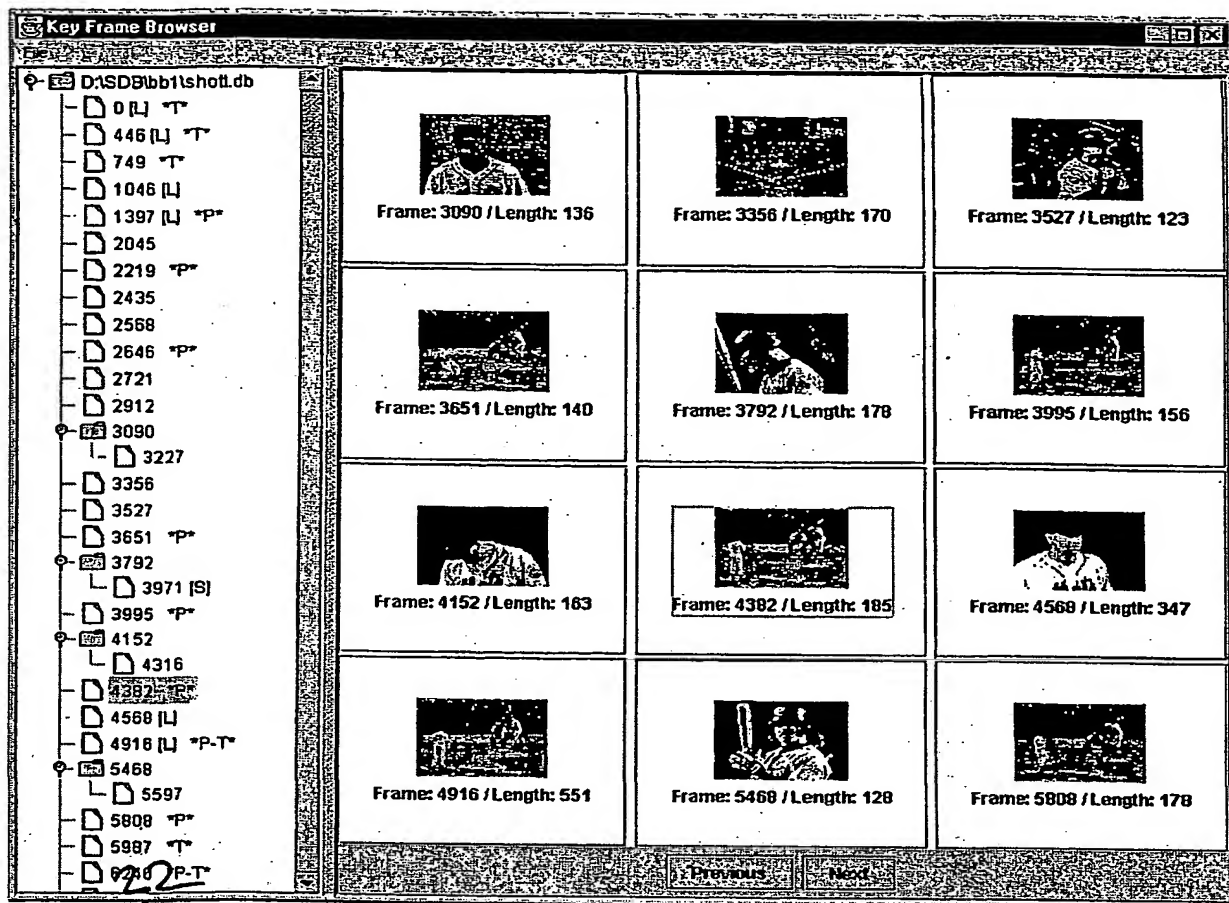 Key Frame Browser
File
D:\SDB\bb1\shotL.db
0 [L] *T*
446 [L] *T*
749 *T*
1046 [L]
1397 [L] *P*
2045
2219 *P*
2435
2568
2646 *P*
2721
2912
3090
3227
3356
3527
3651 *P*
3792
3971 [S]
3995 *P*
4152
4316
4382 *P*
4568 [L]
4916 [L] *P-T*
5468
5597
5808 *P*
5987 *T*
*P-T*
22
Frame: 3090 / Length: 136
Frame: 3356 / Length: 170
Frame: 3527 / Length: 123
Frame: 3651 / Length: 140
Frame: 3792 / Length: 178
Frame: 3995 / Length: 156
Frame: 4152 / Length: 163
Frame: 4382 / Length: 185
Frame: 4568 / Length: 347
Frame: 4916 / Length: 551
Frame: 5468 / Length: 128
Frame: 5808 / Length: 178
Previous
Next